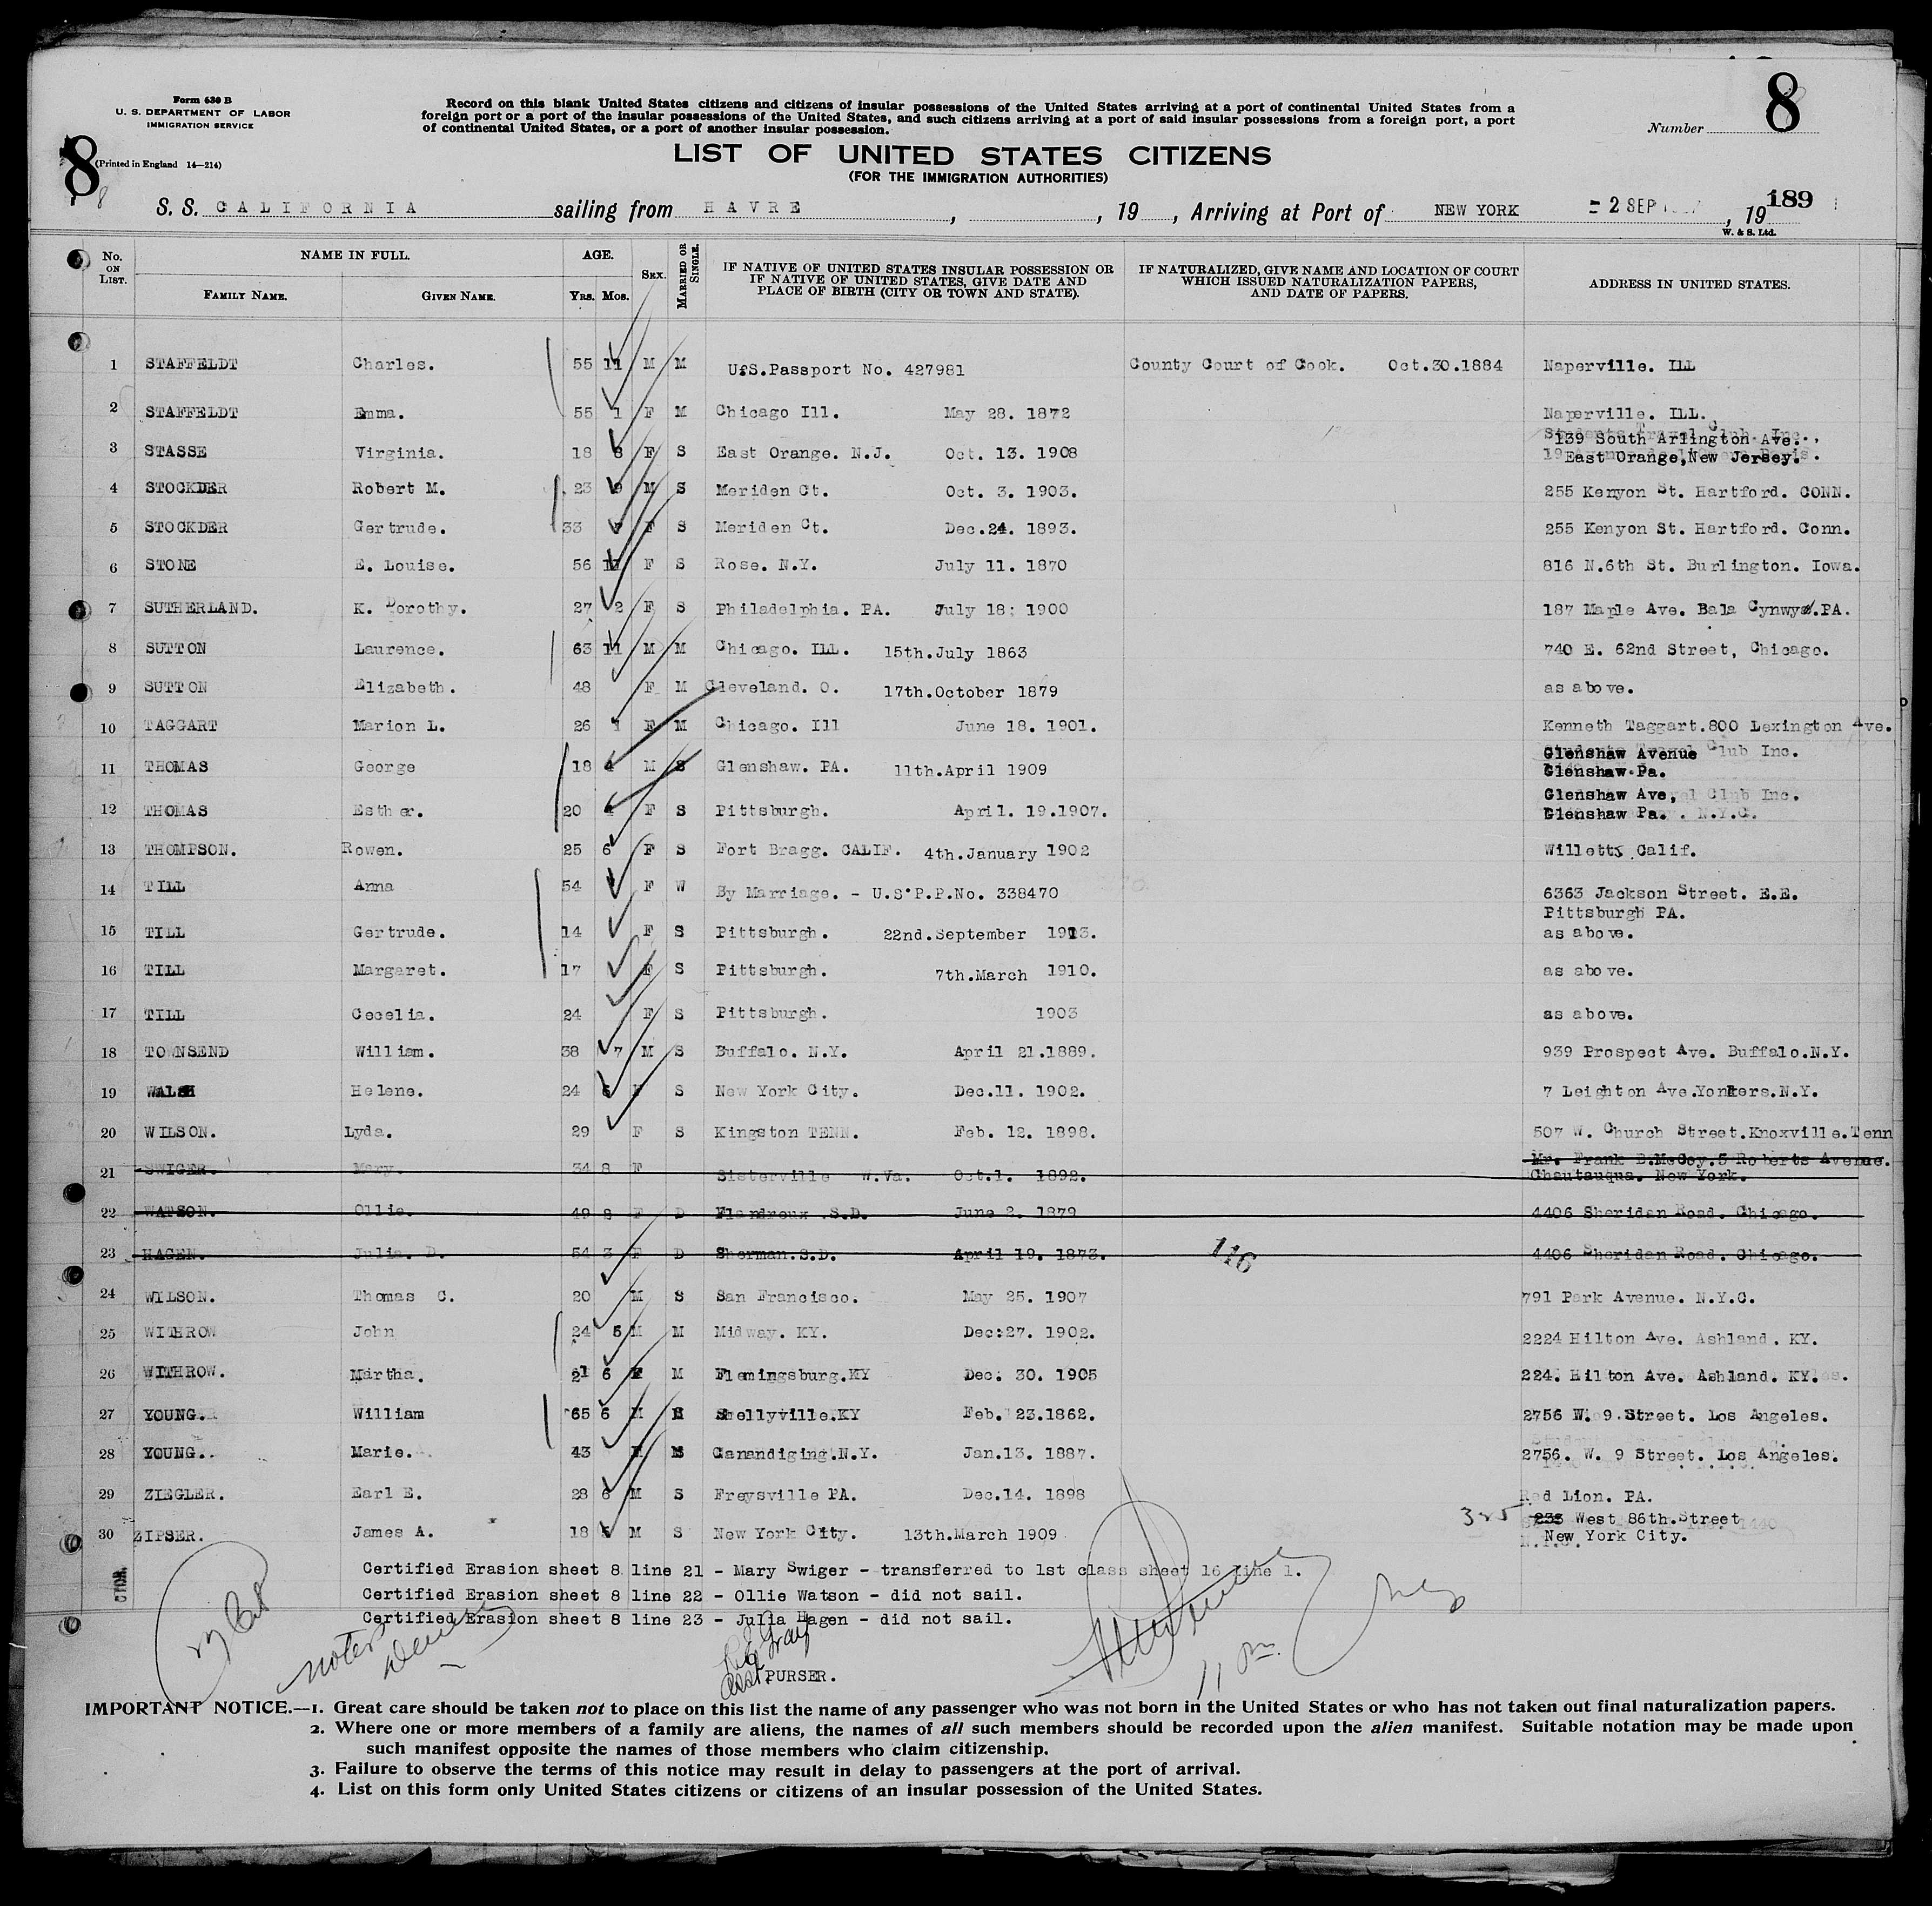 Form 630 B
U. S. DEPARTMENT OF LABOR
IMMIGRATION SERVICE
(Printed in England 14—214)
8
8
Record on this blank United States citizens and citizens of insular possessions of the United States arriving at a port of continental United States from a
foreign port or a port of the insular possessions of the United States, and such citizens arriving at a port of said insular possessions from a foreign port, a port
of continental United States, or a port of another insular possession.
Number 8
LIST OF UNITED STATES CITIZENS
(FOR THE IMMIGRATION AUTHORITIES)
S. S. CALIFORNIA sailing from HAVRE , , 19 , Arriving at Port of NEW YORK - 2 SEP , 19 189
W. & S. Ltd.
No. ON LIST. NAME IN FULL. AGE. SEX. MARRIED OR SINGLE. IF NATIVE OF UNITED STATES INSULAR POSSESSION OR IF NATIVE OF UNITED STATES, GIVE DATE AND PLACE OF BIRTH (CITY OR TOWN AND STATE). IF NATURALIZED, GIVE NAME AND LOCATION OF COURT WHICH ISSUED NATURALIZATION PAPERS, AND DATE OF PAPERS. ADDRESS IN UNITED STATES.
FAMILY NAME. GIVEN NAME. YRS. MOS.
1 STAFFELDT Charles. 55 11 M M U.S.Passport No. 427981 County Court of Cook. Oct.30.1884 Naperville. ILL
2 STAFFELDT Emma. 55 1 F M Chicago Ill. May 28. 1872 Naperville. ILL.
3 STASSE Virginia. 18 8 F S East Orange. N.J. Oct. 13. 1908 139 South Arlington Ave.,
East Orange,New Jersey.
4 STOCKDER Robert M. 23 9 M S Meriden Ct. Oct. 3. 1903. 255 Kenyon St. Hartford. CONN.
5 STOCKDER Gertrude. 33 F S Meriden Ct. Dec.24. 1893. 255 Kenyon St. Hartford. Conn.
6 STONE E. Louise. 56 11 F S Rose. N.Y. July 11. 1870 816 N.6th St. Burlington. Iowa.
7 SUTHERLAND. K. Dorothy. 27 2 F S Philadelphia. PA. July 18: 1900 187 Maple Ave. Bala Cynwyd.PA.
8 SUTTON Laurence. 63 11 M M Chicago. ILL. 15th.July 1863 740 E. 62nd Street, Chicago.
9 SUTTON Elizabeth. 48 F M Cleveland. O. 17th.October 1879 as above.
10 TAGGART Marion L. 26 1 F M Chicago. Ill June 18. 1901. Kenneth Taggart.800 Lexington Ave.
11 THOMAS George 18 4 M S Glenshaw. PA. 11th.April 1909 Glenshaw Avenue Club Inc.
Glenshaw.Pa.
12 THOMAS Esther. 20 4 F S Pittsburgh. April. 19.1907. Glenshaw Ave, Club Inc.
Glenshaw Pa. N.Y.C.
13 THOMPSON. Rowen. 25 6 F S Fort Bragg. CALIF. 4th.January 1902 Willetts.Calif.
14 TILL Anna 54 F W By Marriage. - U.S.P.P.No. 338470 6363 Jackson Street. E.E.
Pittsburgh PA.
15 TILL Gertrude. 14 F S Pittsburgh. 22nd.September 1913. as above.
16 TILL Margaret. 17 F S Pittsburgh. 7th.March 1910. as above.
17 TILL Cecelia. 24 F S Pittsburgh. 1903 as above.
18 TOWNSEND William. 38 7 M S Buffalo. N.Y. April 21.1889. 939 Prospect Ave. Buffalo.N.Y.
19 WALSH Helene. 24 6 F S New York City. Dec.11. 1902. 7 Leighton Ave.Yonkers.N.Y.
20 WILSON. Lyda. 29 F S Kingston TENN. Feb. 12. 1898. 507 W. Church Street.Knoxville.Tenn
21 SWIGER. Mary. 34 8 F Sisterville W.Va. Oct.1. 1892. Mr. Frank B.McCoy.5 Roberts Avenue.
Chautauqua. New York.
22 WATSON. Ollie. 49 2 F D Flandroux .S.D. June 2. 1879 4406 Sheridan Road. Chicago.
23 HAGEN. Julia. D. 54 3 F D Sherman.S.D. April 19. 1873. 116 4406 Sheridan Road. Chicago.
24 WILSON. Thomas C. 20 M S San Francisco. May 25. 1907 791 Park Avenue. N.Y.C.
25 WITHROW John 24 5 M M Midway. KY. Dec:27. 1902. 2224 Hilton Ave. Ashland. KY.
26 WITHROW. Martha. 21 6 F M Flemingsburg.KY Dec. 30. 1905 224. Hilton Ave. Ashland. KY.
27 YOUNG. William 65 6 M Shellyville.KY Feb. 23.1862. 2756 W. 9.Street. Los Angeles.
28 YOUNG.. Marie. 43 Canandiging.N.Y. Jan.13. 1887. 2756. W. 9 Street. Los Angeles.
29 ZIEGLER. Earl E. 28 6 M S Freysville PA. Dec.14. 1898 Red Lion. PA.
30 ZIPSER. James A. 18 5 M S New York City. 13th.March 1909 325 233 West 86th.Street
New York City.
Certified Erasion sheet 8 line 21 - Mary Swiger - transferred to 1st class sheet 16 line 1.
Certified Erasion sheet 8 line 22 - Ollie Watson - did not sail.
Certified Erasion sheet 8 line 23 - Julia Hagen - did not sail.
Asst. PURSER.
IMPORTANT NOTICE.—1. Great care should be taken not to place on this list the name of any passenger who was not born in the United States or who has not taken out final naturalization papers.
2. Where one or more members of a family are aliens, the names of all such members should be recorded upon the alien manifest. Suitable notation may be made upon
such manifest opposite the names of those members who claim citizenship.
3. Failure to observe the terms of this notice may result in delay to passengers at the port of arrival.
4. List on this form only United States citizens or citizens of an insular possession of the United States.